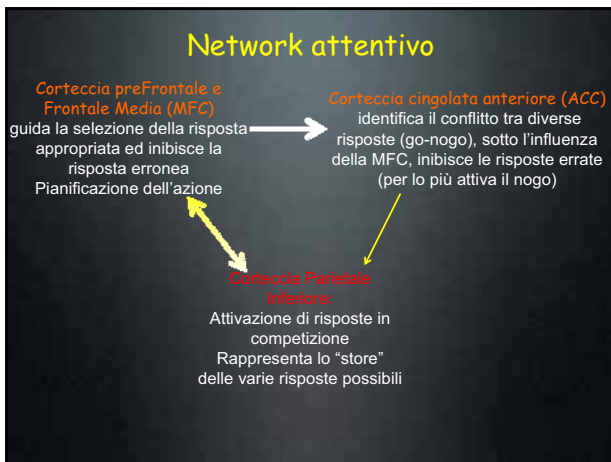 Network attentivo
Corteccia preFrontale e
Frontale Media (MFC)
guida la selezione della risposta
appropriata ed inibisce la
risposta erronea
Pianificazione dell'azione
Corteccia cingolata anteriore (ACC)
identifica il conflitto tra diverse
risposte (go-nogo), sotto l'influenza
della MFC, inibisce le risposte errate
(per lo più attiva il nogo)
Corteccia Parietale
Inferiore:
Attivazione di risposte in
competizione
Rappresenta lo "store"
delle varie risposte possibili